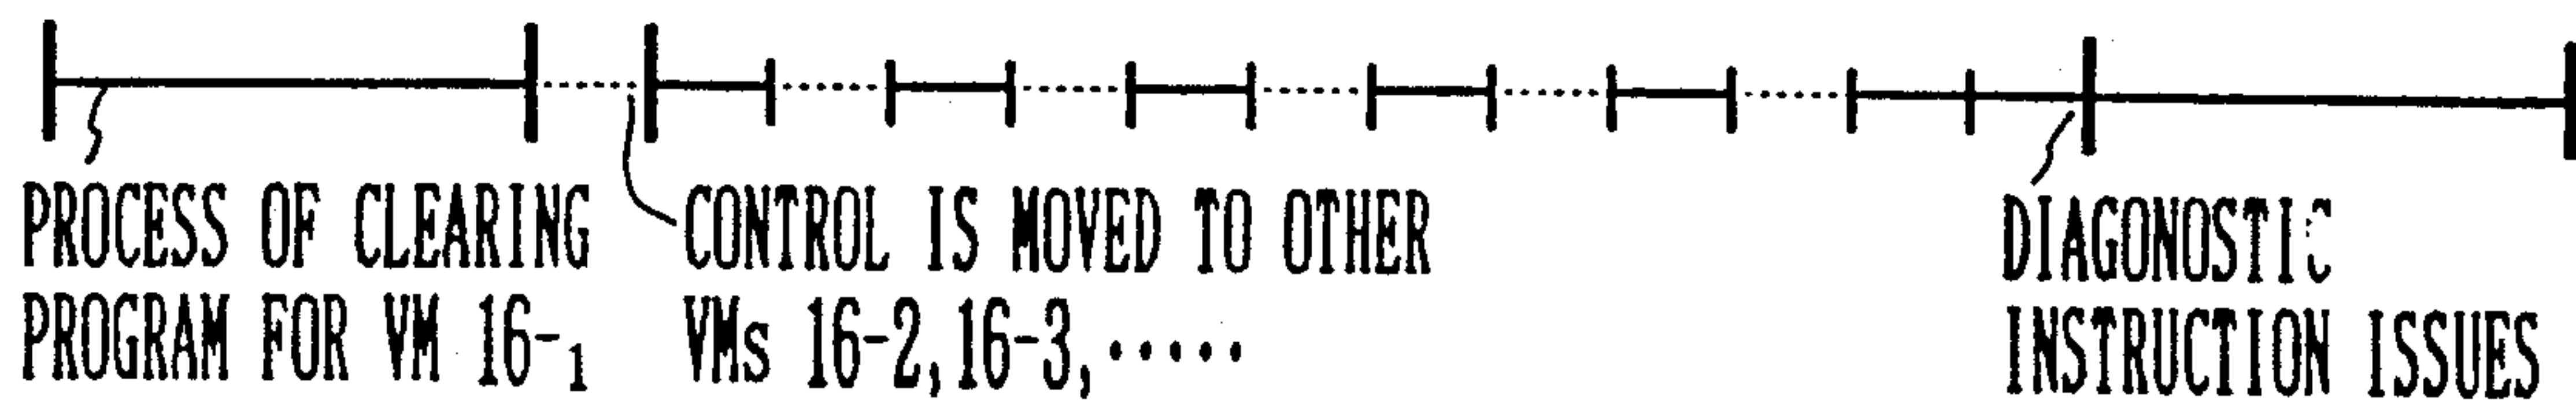 PROCESS OF CLEARING
PROGRAM FOR VM 16-1
CONTROL IS MOVED TO OTHER
VMs 16-2,16-3,·····
DIAGONOSTIC
INSTRUCTION ISSUES